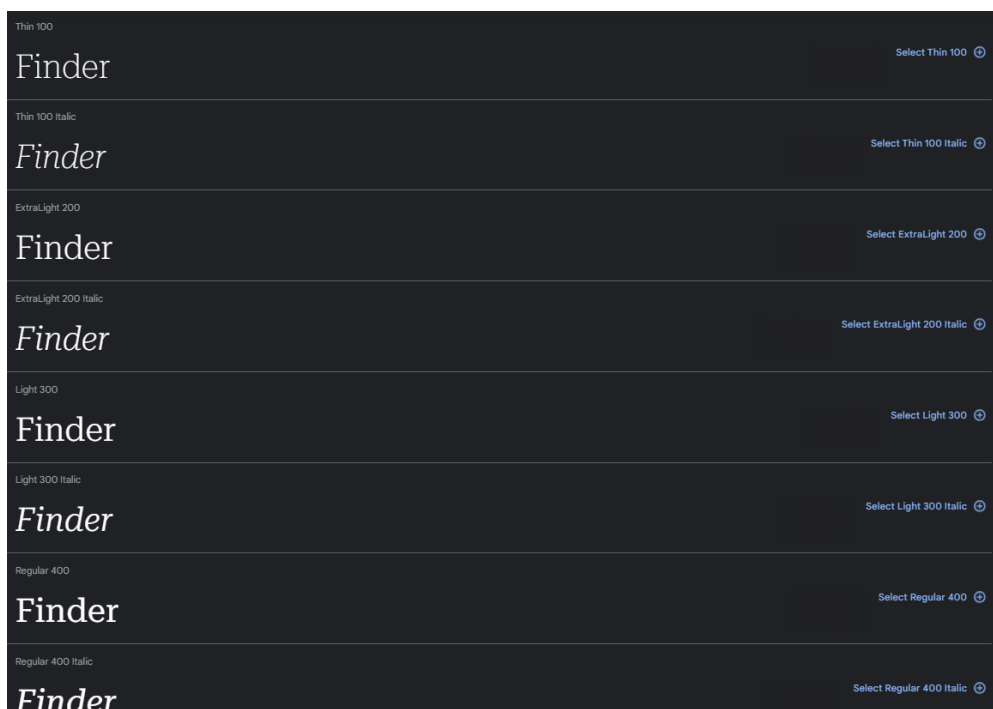 Thin 100
Finder
Select Thin 100
Thin 100 Italic
Finder
Select Thin 100 Italic
ExtraLight 200
Finder
Select ExtraLight 200
ExtraLight 200 Italic
Finder
Select ExtraLight 200 Italic
Light 300
Finder
Select Light 300
Light 300 Italic
Finder
Select Light 300 Italic
Regular 400
Finder
Select Regular 400
Regular 400 Italic
Finder
Select Regular 400 Italic